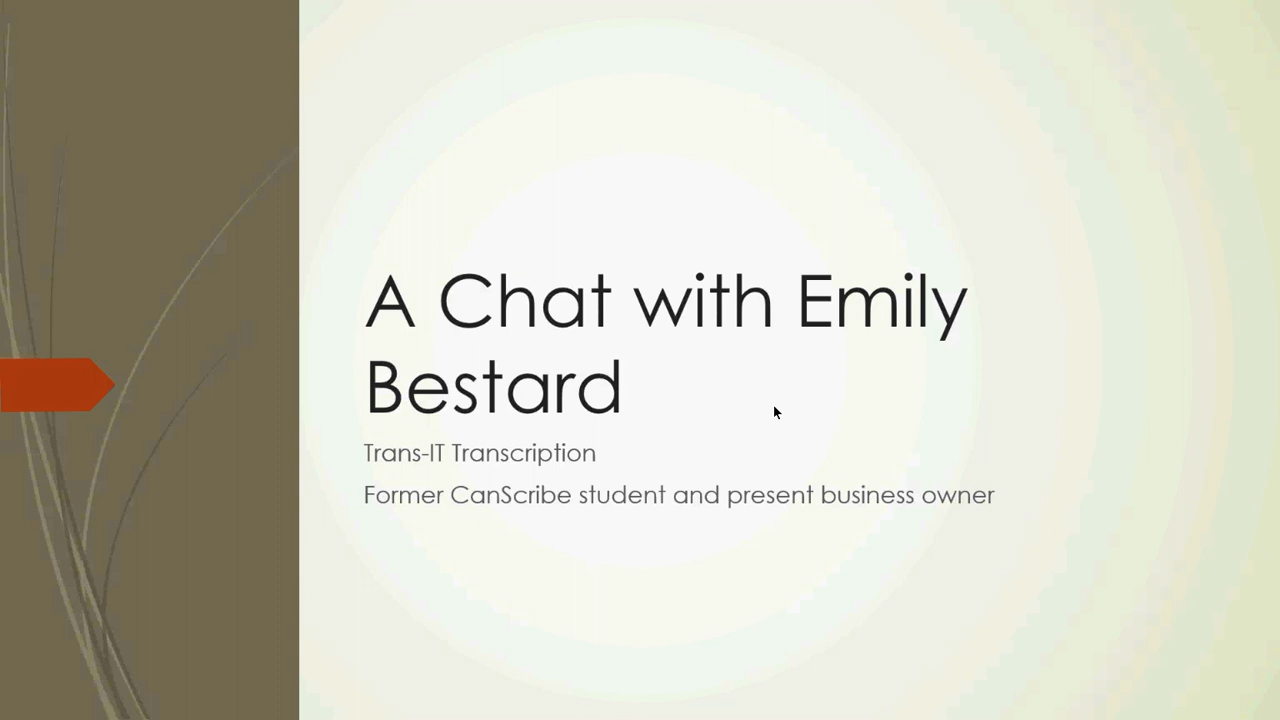 A Chat with Emily
Bestard
Trans-IT Transcription
Former CanScribe student and present business owner